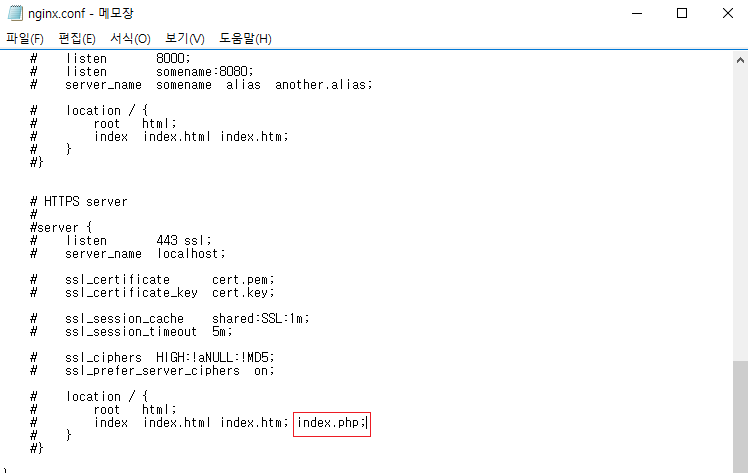 nginx.conf - 메모장
파일(F) 편집(E) 서식(O) 보기(V) 도움말(H)
# listen 8000;
# listen somename:8080;
# server_name somename alias another.alias;
# location / {
# root html;
# index index.html index.htm;
# }
#}
# HTTPS server
#
#server {
# listen 443 ssl;
# server_name localhost;
# ssl_certificate cert.pem;
# ssl_certificate_key cert.key;
# ssl_session_cache shared:SSL:1m;
# ssl_session_timeout 5m;
# ssl_ciphers HIGH:!aNULL:!MD5;
# ssl_prefer_server_ciphers on;
# location / {
# root html;
# index index.html index.htm; index.php;
# }
#}
}